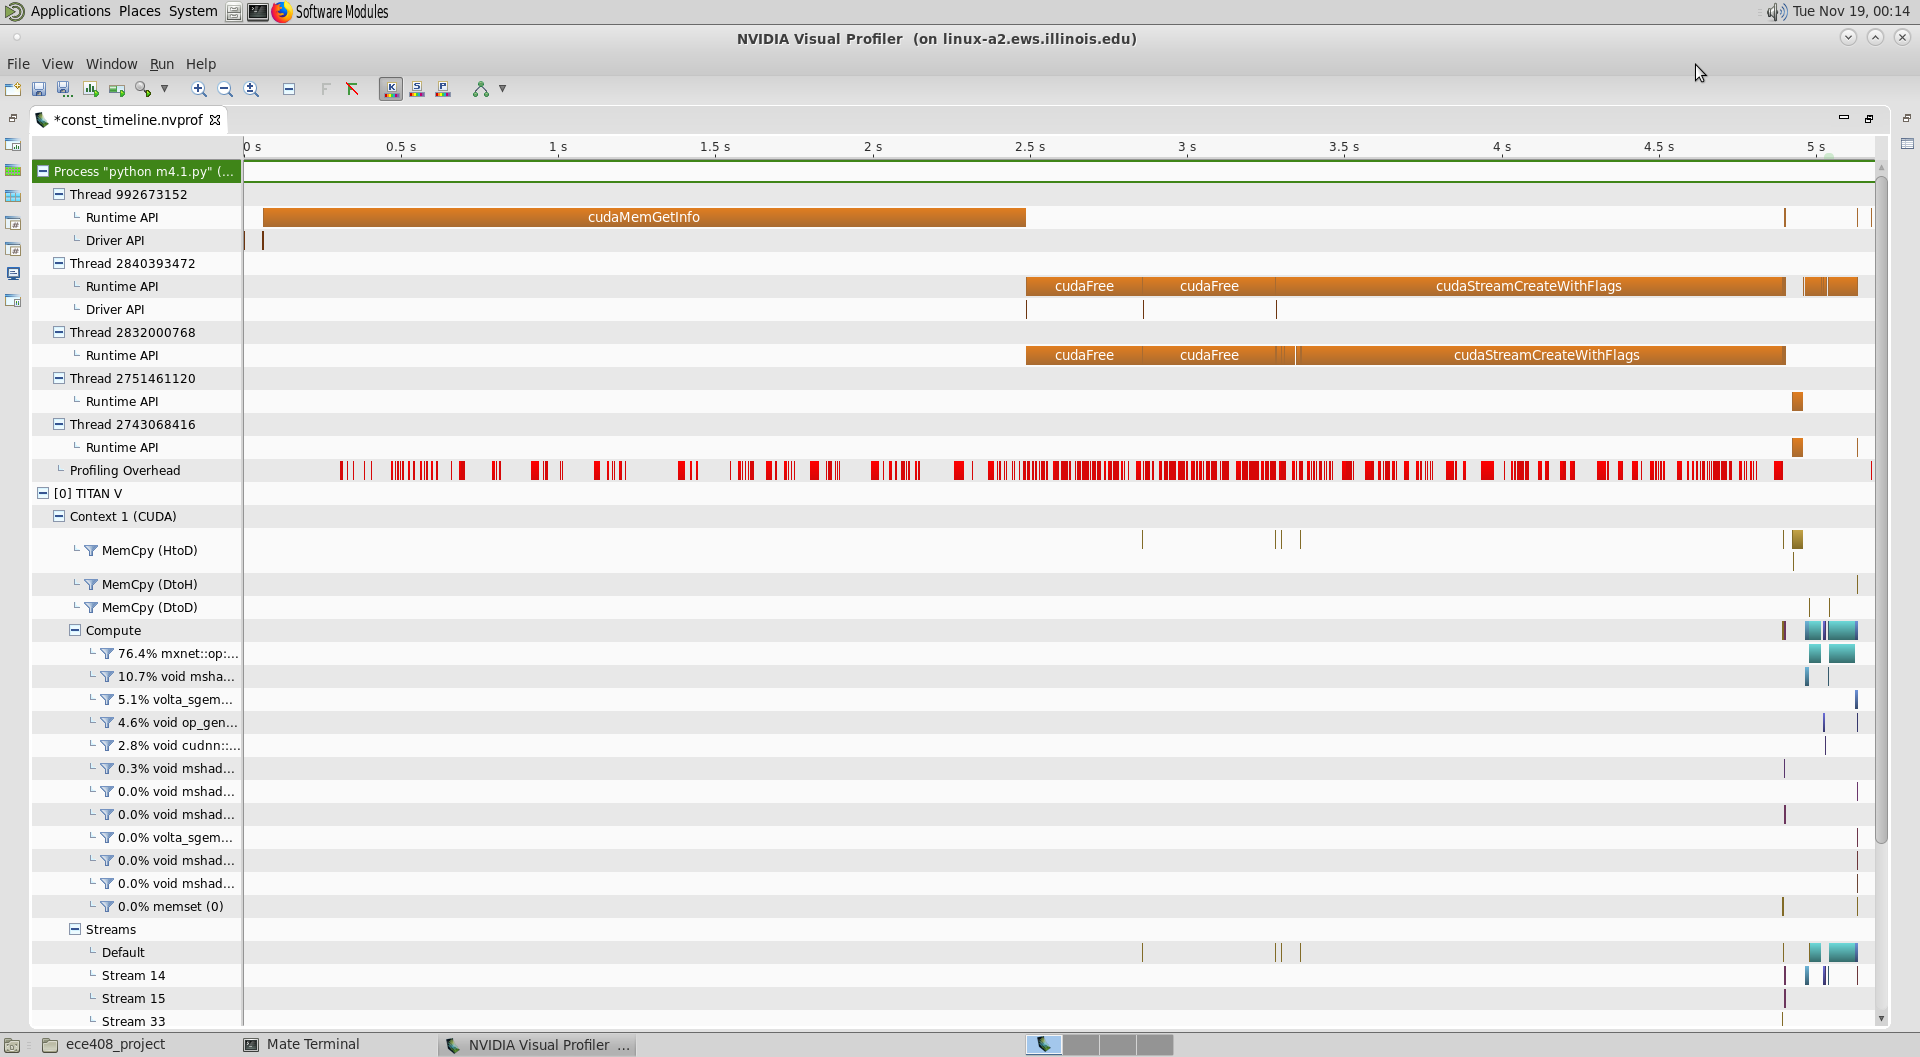 Applications Places System Software Modules Tue Nov 19, 00:14
NVIDIA Visual Profiler (on linux-a2.ews.illinois.edu)
File View Window Run Help
*const_timeline.nvprof
0 s 0.5 s 1 s 1.5 s 2 s 2.5 s 3 s 3.5 s 4 s 4.5 s 5 s
Process "python m4.1.py" (...
Thread 992673152
Runtime API cudaMemGetInfo
Driver API
Thread 2840393472
Runtime API cudaFree cudaFree cudaStreamCreateWithFlags
Driver API
Thread 2832000768
Runtime API cudaFree cudaFree cudaStreamCreateWithFlags
Thread 2751461120
Runtime API
Thread 2743068416
Runtime API
Profiling Overhead
[0] TITAN V
Context 1 (CUDA)
MemCpy (HtoD)
MemCpy (DtoH)
MemCpy (DtoD)
Compute
76.4% mxnet::op:...
10.7% void msha...
5.1% volta_sgem...
4.6% void op_gen...
2.8% void cudnn::...
0.3% void mshad...
0.0% void mshad...
0.0% void mshad...
0.0% volta_sgem...
0.0% void mshad...
0.0% void mshad...
0.0% memset (0)
Streams
Default
Stream 14
Stream 15
Stream 33
ece408_project Mate Terminal NVIDIA Visual Profiler ...